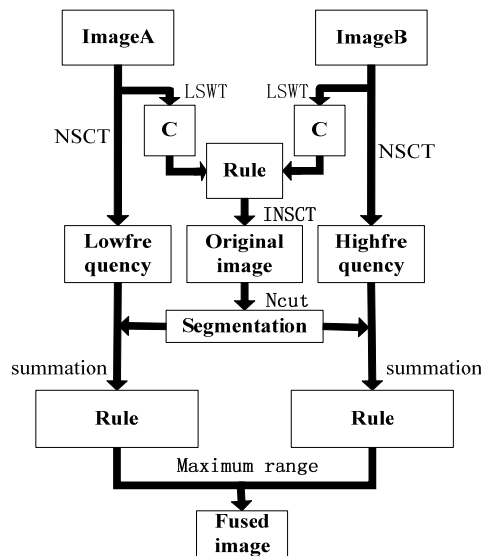 ImageA
ImageB
LSWT
LSWT
C
C
NSCT
NSCT
Rule
INSCT
Lowfre
quency
Original
image
Highfre
quency
Ncut
Segmentation
summation
summation
Rule
Rule
Maximum range
Fused
image